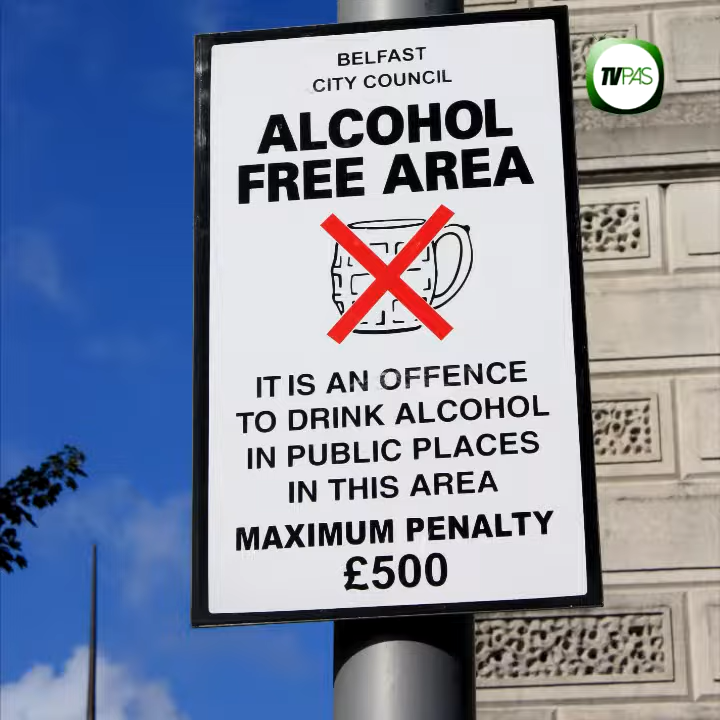 BELFAST
CITY COUNCIL
ALCOHOL
FREE AREA
IT IS AN OFFENCE
TO DRINK ALCOHOL
IN PUBLIC PLACES
IN THIS AREA
MAXIMUM PENALTY
£500
TVPAS